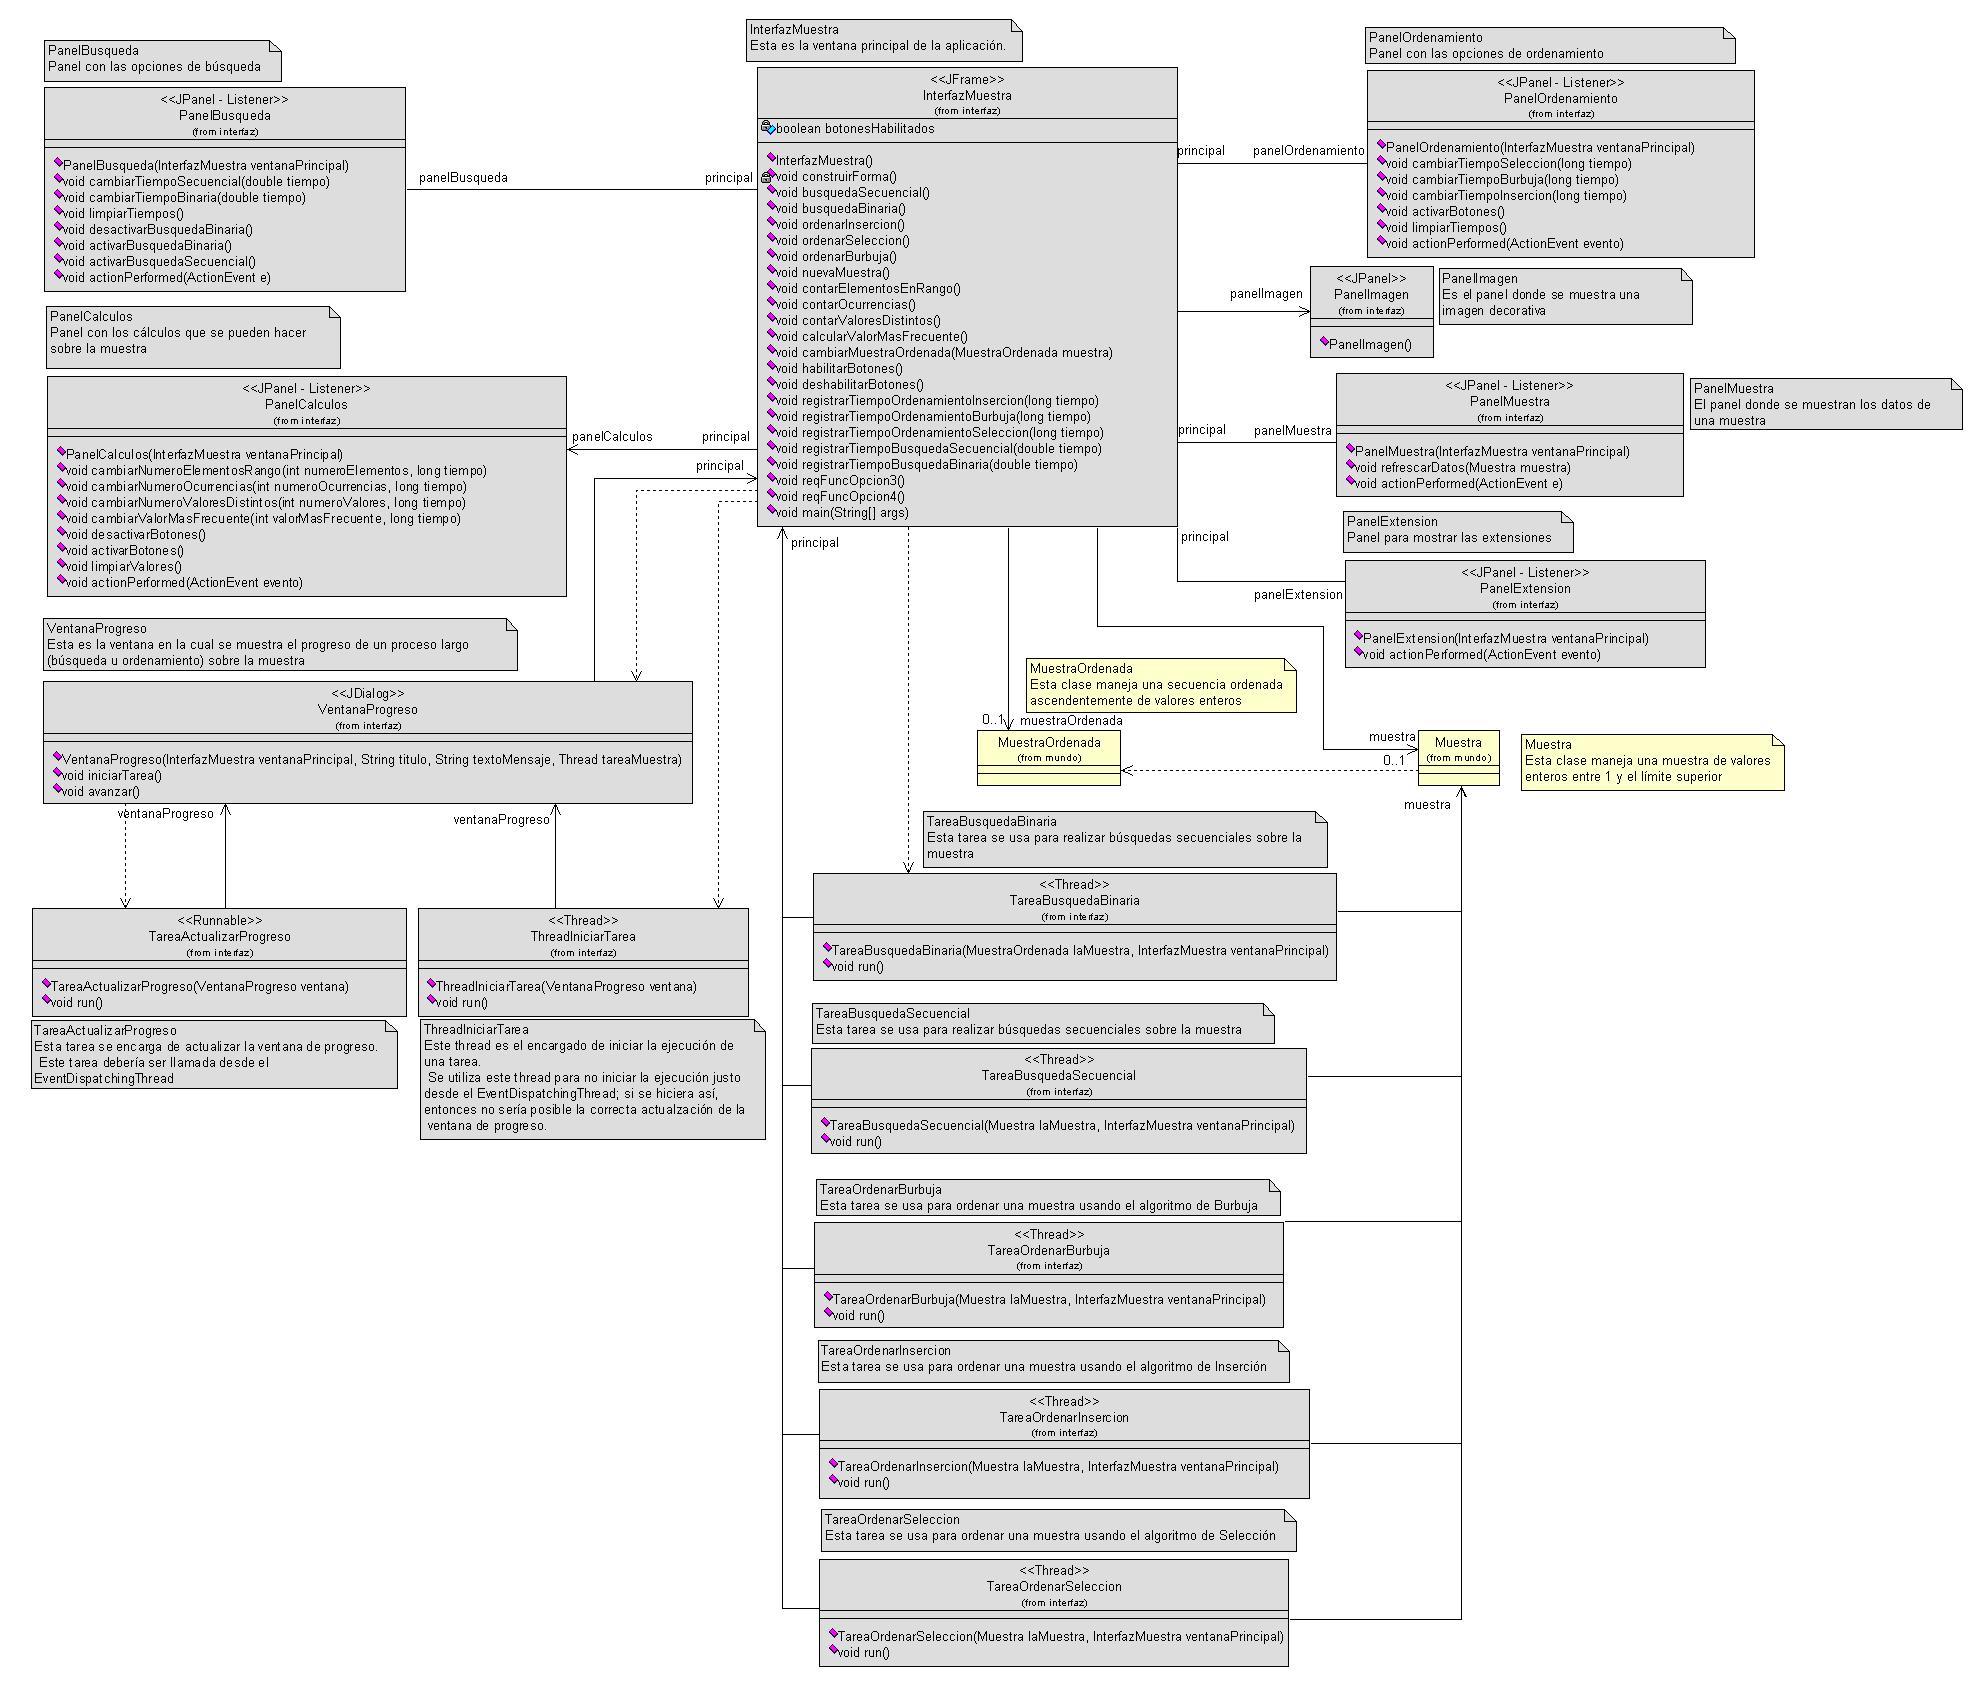 InterfazMuestra
Esta es la ventana principal de la aplicación.
<<JFrame>>
InterfazMuestra
(from interfaz)
boolean botonesHabilitados
InterfazMuestra()
void construirForma()
void busquedaSecuencial()
void busquedaBinaria()
void ordenarInsercion()
void ordenarSeleccion()
void ordenarBurbuja()
void nuevaMuestra()
void contarElementosEnRango()
void contarOcurrencias()
void contarValoresDistintos()
void calcularValorMasFrecuente()
void cambiarMuestraOrdenada(MuestraOrdenada muestra)
void habilitarBotones()
void deshabilitarBotones()
void registrarTiempoOrdenamientoInsercion(long tiempo)
void registrarTiempoOrdenamientoBurbuja(long tiempo)
void registrarTiempoOrdenamientoSeleccion(long tiempo)
void registrarTiempoBusquedaSecuencial(double tiempo)
void registrarTiempoBusquedaBinaria(double tiempo)
void reqFuncOpcion3()
void reqFuncOpcion4()
void main(String[] args)
PanelBusqueda
Panel con las opciones de búsqueda
<<JPanel - Listener>>
PanelBusqueda
(from interfaz)
PanelBusqueda(InterfazMuestra ventanaPrincipal)
void cambiarTiempoSecuencial(double tiempo)
void cambiarTiempoBinaria(double tiempo)
void limpiarTiempos()
void desactivarBusquedaBinaria()
void activarBusquedaBinaria()
void activarBusquedaSecuencial()
void actionPerformed(ActionEvent e)
panelBusqueda
principal
PanelCalculos
Panel con los cálculos que se pueden hacer
sobre la muestra
<<JPanel - Listener>>
PanelCalculos
(from interfaz)
PanelCalculos(InterfazMuestra ventanaPrincipal)
void cambiarNumeroElementosRango(int numeroElementos, long tiempo)
void cambiarNumeroOcurrencias(int numeroOcurrencias, long tiempo)
void cambiarNumeroValoresDistintos(int numeroValores, long tiempo)
void cambiarValorMasFrecuente(int valorMasFrecuente, long tiempo)
void desactivarBotones()
void activarBotones()
void limpiarValores()
void actionPerformed(ActionEvent evento)
panelCalculos
principal
principal
PanelOrdenamiento
Panel con las opciones de ordenamiento
<<JPanel - Listener>>
PanelOrdenamiento
(from interfaz)
PanelOrdenamiento(InterfazMuestra ventanaPrincipal)
void cambiarTiempoSeleccion(long tiempo)
void cambiarTiempoBurbuja(long tiempo)
void cambiarTiempoInsercion(long tiempo)
void activarBotones()
void limpiarTiempos()
void actionPerformed(ActionEvent evento)
principal
panelOrdenamiento
panelImagen
<<JPanel>>
PanelImagen
(from interfaz)
PanelImagen()
PanelImagen
Es el panel donde se muestra una
imagen decorativa
<<JPanel - Listener>>
PanelMuestra
(from interfaz)
PanelMuestra(InterfazMuestra ventanaPrincipal)
void refrescarDatos(Muestra muestra)
void actionPerformed(ActionEvent e)
PanelMuestra
El panel donde se muestran los datos de
una muestra
principal
panelMuestra
PanelExtension
Panel para mostrar las extensiones
<<JPanel - Listener>>
PanelExtension
(from interfaz)
PanelExtension(InterfazMuestra ventanaPrincipal)
void actionPerformed(ActionEvent evento)
principal
panelExtension
principal
VentanaProgreso
Esta es la ventana en la cual se muestra el progreso de un proceso largo
(búsqueda u ordenamiento) sobre la muestra
<<JDialog>>
VentanaProgreso
(from interfaz)
VentanaProgreso(InterfazMuestra ventanaPrincipal, String titulo, String textoMensaje, Thread tareaMuestra)
void iniciarTarea()
void avanzar()
ventanaProgreso
ventanaProgreso
MuestraOrdenada
Esta clase maneja una secuencia ordenada
ascendentemente de valores enteros
0..1
muestraOrdenada
MuestraOrdenada
(from mundo)
muestra
0..1
Muestra
(from mundo)
Muestra
Esta clase maneja una muestra de valores
enteros entre 1 y el límite superior
muestra
<<Runnable>>
TareaActualizarProgreso
(from interfaz)
TareaActualizarProgreso(VentanaProgreso ventana)
void run()
TareaActualizarProgreso
Esta tarea se encarga de actualizar la ventana de progreso.
Este tarea debería ser llamada desde el
EventDispatchingThread
<<Thread>>
ThreadIniciarTarea
(from interfaz)
ThreadIniciarTarea(VentanaProgreso ventana)
void run()
ThreadIniciarTarea
Este thread es el encargado de iniciar la ejecución de
una tarea.
Se utiliza este thread para no iniciar la ejecución justo
desde el EventDispatchingThread; si se hiciera así,
entonces no sería posible la correcta actualzación de la
ventana de progreso.
TareaBusquedaBinaria
Esta tarea se usa para realizar búsquedas secuenciales sobre la
muestra
<<Thread>>
TareaBusquedaBinaria
(from interfaz)
TareaBusquedaBinaria(MuestraOrdenada laMuestra, InterfazMuestra ventanaPrincipal)
void run()
TareaBusquedaSecuencial
Esta tarea se usa para realizar búsquedas secuenciales sobre la muestra
<<Thread>>
TareaBusquedaSecuencial
(from interfaz)
TareaBusquedaSecuencial(Muestra laMuestra, InterfazMuestra ventanaPrincipal)
void run()
TareaOrdenarBurbuja
Esta tarea se usa para ordenar una muestra usando el algoritmo de Burbuja
<<Thread>>
TareaOrdenarBurbuja
(from interfaz)
TareaOrdenarBurbuja(Muestra laMuestra, InterfazMuestra ventanaPrincipal)
void run()
TareaOrdenarInsercion
Esta tarea se usa para ordenar una muestra usando el algoritmo de Inserción
<<Thread>>
TareaOrdenarInsercion
(from interfaz)
TareaOrdenarInsercion(Muestra laMuestra, InterfazMuestra ventanaPrincipal)
void run()
TareaOrdenarSeleccion
Esta tarea se usa para ordenar una muestra usando el algoritmo de Selección
<<Thread>>
TareaOrdenarSeleccion
(from interfaz)
TareaOrdenarSeleccion(Muestra laMuestra, InterfazMuestra ventanaPrincipal)
void run()